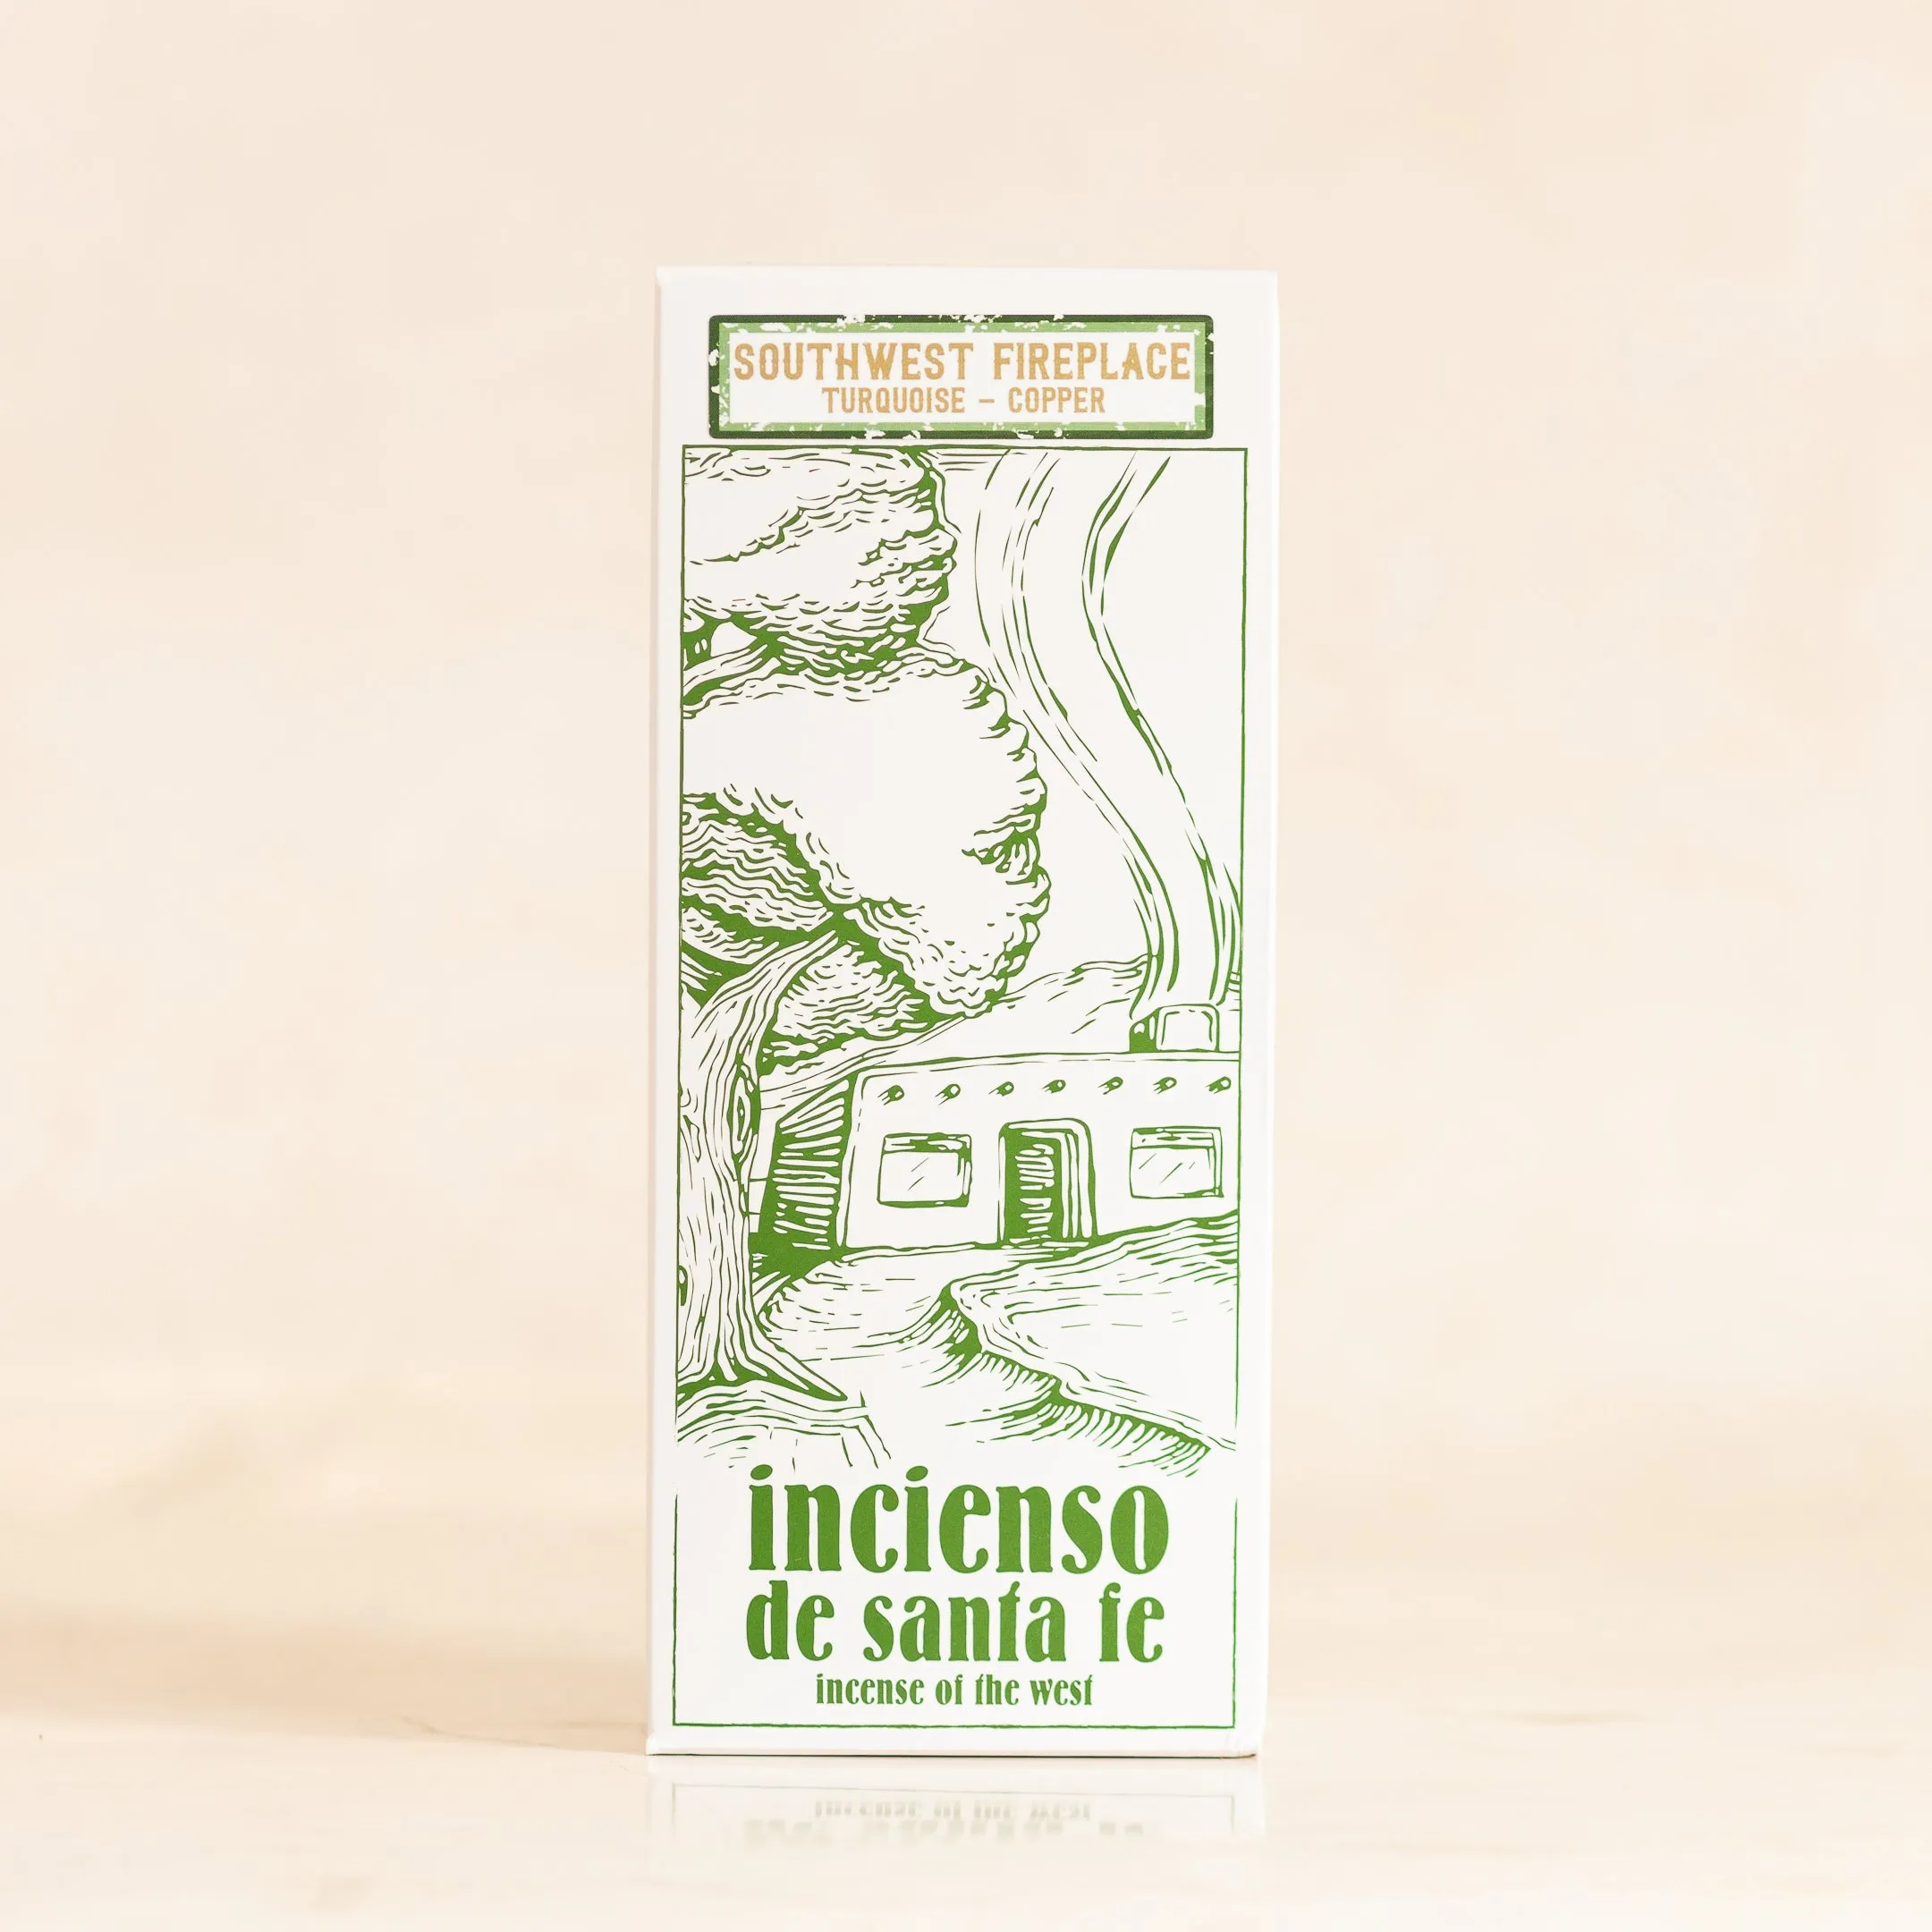 SOUTHWEST FIREPLACE
TURQUOISE – COPPER
incienso
de santa fe
incense of the west